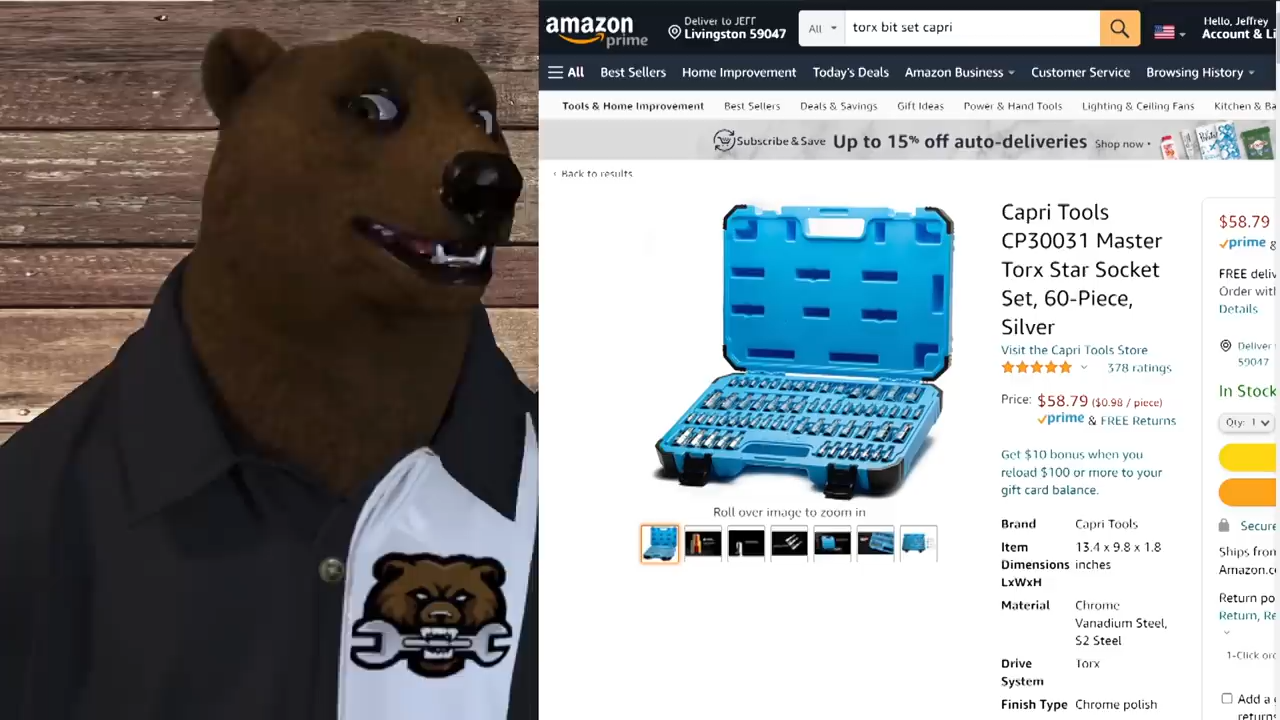 amazon
prime
Deliver to JEFF
Livingston 59047
All
torx bit set capri
Hello, Jeffrey
Account & Li
All
Best Sellers
Home Improvement
Today's Deals
Amazon Business
Customer Service
Browsing History
Tools & Home Improvement
Best Sellers
Deals & Savings
Gift Ideas
Power & Hand Tools
Lighting & Ceiling Fans
Kitchen & Ba
Subscribe & Save
Up to 15% off auto-deliveries
Shop now
‹ Back to results
Capri Tools
CP30031 Master
Torx Star Socket
Set, 60-Piece,
Silver
Visit the Capri Tools Store
378 ratings
Price: $58.79 ($0.98 / piece)
prime & FREE Returns
Get $10 bonus when you
reload $100 or more to your
gift card balance.
Brand Capri Tools
Item 13.4 x 9.8 x 1.8
Dimensions inches
LxWxH
Material Chrome
Vanadium Steel,
S2 Steel
Drive Torx
System
Finish Type Chrome polish
Roll over image to zoom in
$58.79
prime &
FREE deliv
Order with
Details
Deliver
59047
In Stock
Qty: 1
Secure
Ships from
Amazon.c
Return po
Return, Re
1-Click or
Add a
return